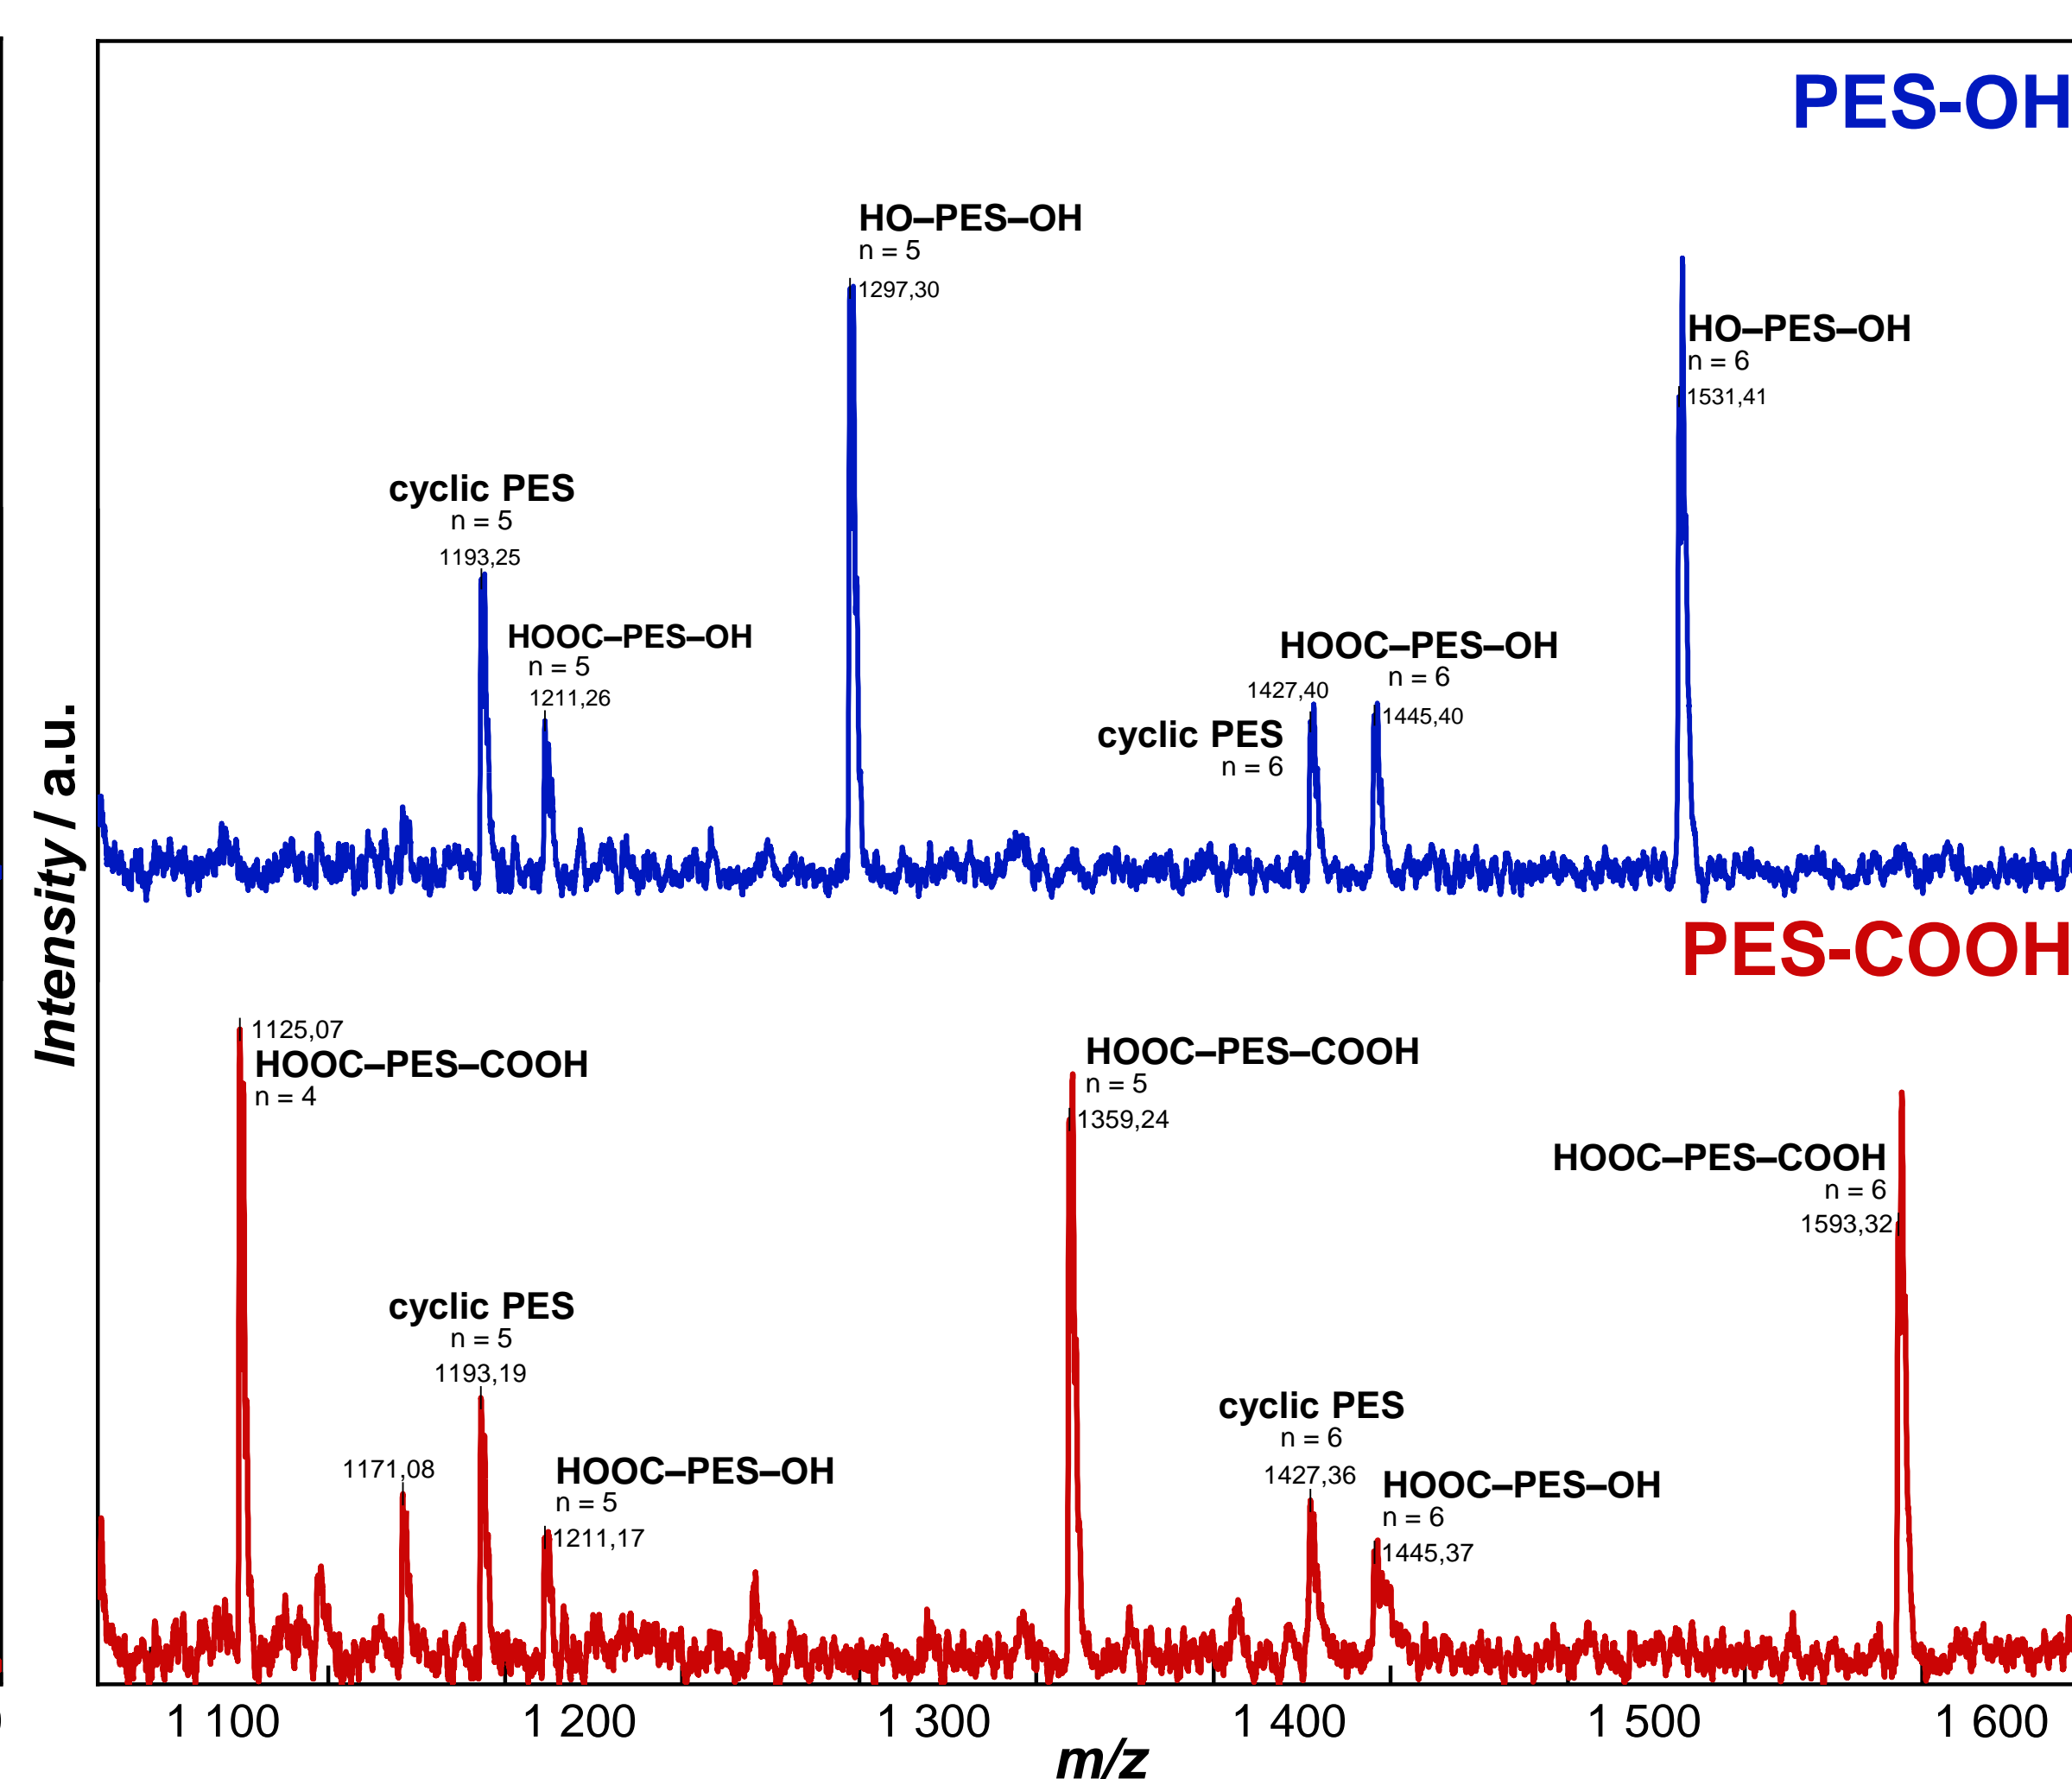 PES-OH
HO–PES–OH
n = 5
1297,30
HO–PES–OH
n = 6
1531,41
cyclic PES
n = 5
1193,25
HOOC–PES–OH
n = 5
1211,26
HOOC–PES–OH
n = 6
1427,40
1445,40
cyclic PES
n = 6
Intensity / a.u.
PES-COOH
1125,07
HOOC–PES–COOH
n = 4
HOOC–PES–COOH
n = 5
1359,24
HOOC–PES–COOH
n = 6
1593,32
cyclic PES
n = 5
1193,19
1171,08
HOOC–PES–OH
n = 5
1211,17
cyclic PES
n = 6
1427,36
HOOC–PES–OH
n = 6
1445,37
1 100 1 200 1 300 1 400 1 500 1 600
m/z